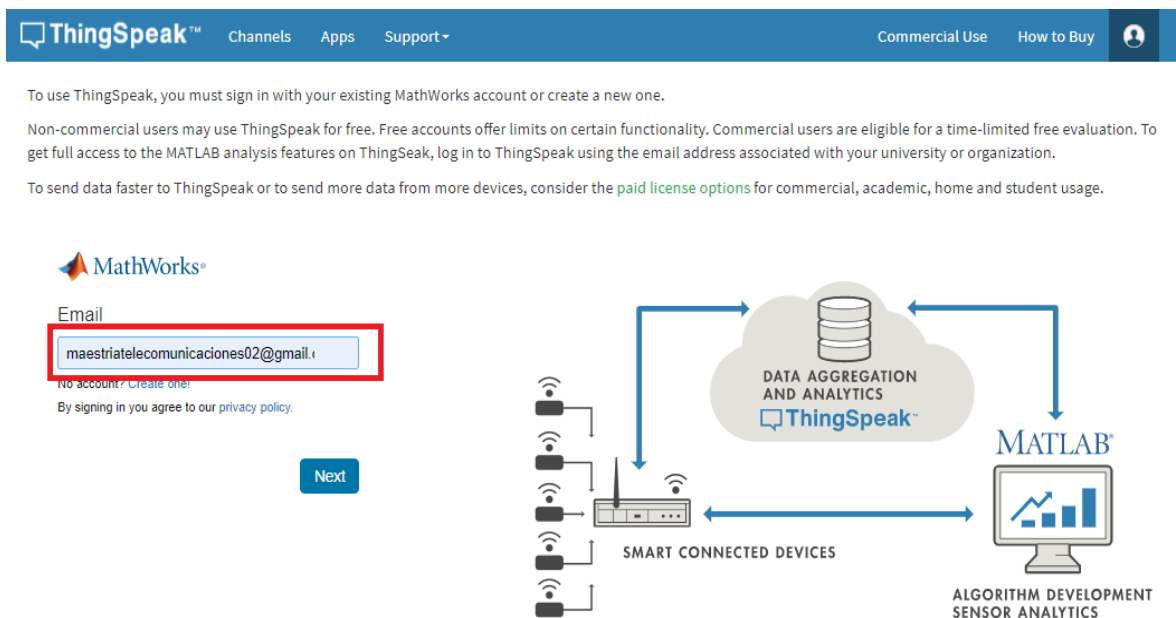 ThingSpeak™ Channels Apps Support Commercial Use How to Buy
To use ThingSpeak, you must sign in with your existing MathWorks account or create a new one.
Non-commercial users may use ThingSpeak for free. Free accounts offer limits on certain functionality. Commercial users are eligible for a time-limited free evaluation. To
get full access to the MATLAB analysis features on ThingSeak, log in to ThingSpeak using the email address associated with your university or organization.
To send data faster to ThingSpeak or to send more data from more devices, consider the paid license options for commercial, academic, home and student usage.
MathWorks®
Email
maestriatelecomunicaciones02@gmail.c
No account? Create one!
By signing in you agree to our privacy policy.
Next
DATA AGGREGATION
AND ANALYTICS
ThingSpeak™
MATLAB®
SMART CONNECTED DEVICES
ALGORITHM DEVELOPMENT
SENSOR ANALYTICS